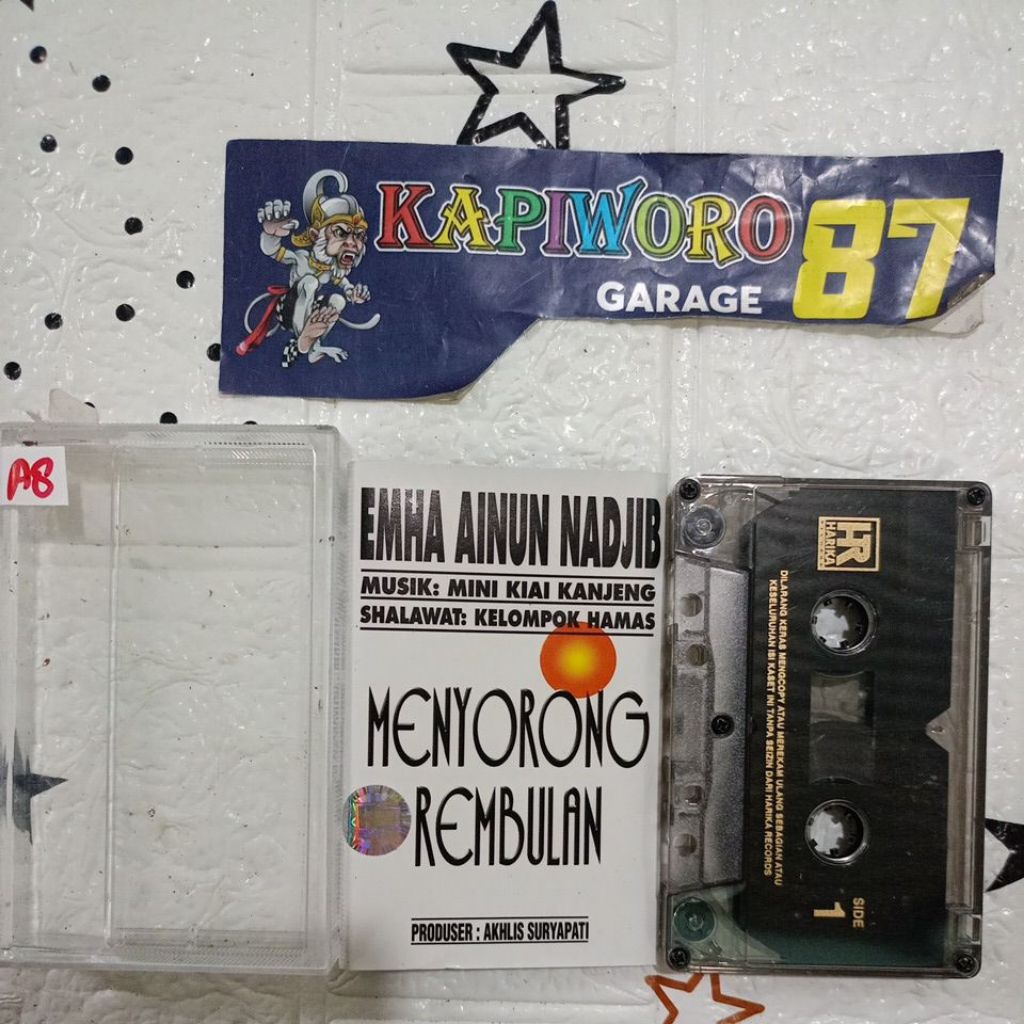 KAPIWORO 87
GARAGE
A8
EMHA AINUN NADJIB
MUSIK: MINI KIAI KANJENG
SHALAWAT: KELOMPOK HAMAS
MENYORONG
REMBULAN
PRODUSER : AKHLIS SURYAPATI
HR
HARIKA
DILARANG KERAS MENGCOPY ATAU MEREKAM ULANG SEBAGIAN ATAU
KESELURUHAN ISI KASET INI TANPA SEIZIN DARI HARIKA RECORDS
SIDE
1